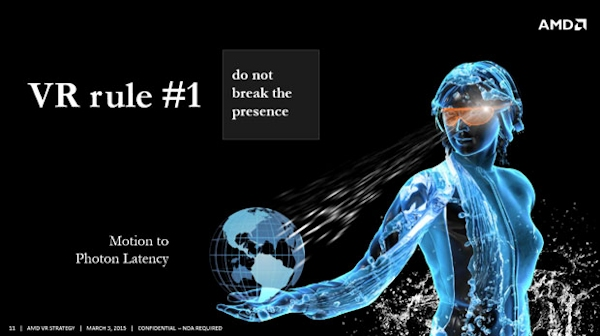 AMD
VR rule #1
do not
break the
presence
Motion to
Photon Latency
11 | AMD VR STRATEGY | MARCH 3, 2015 | CONFIDENTIAL – NDA REQUIRED